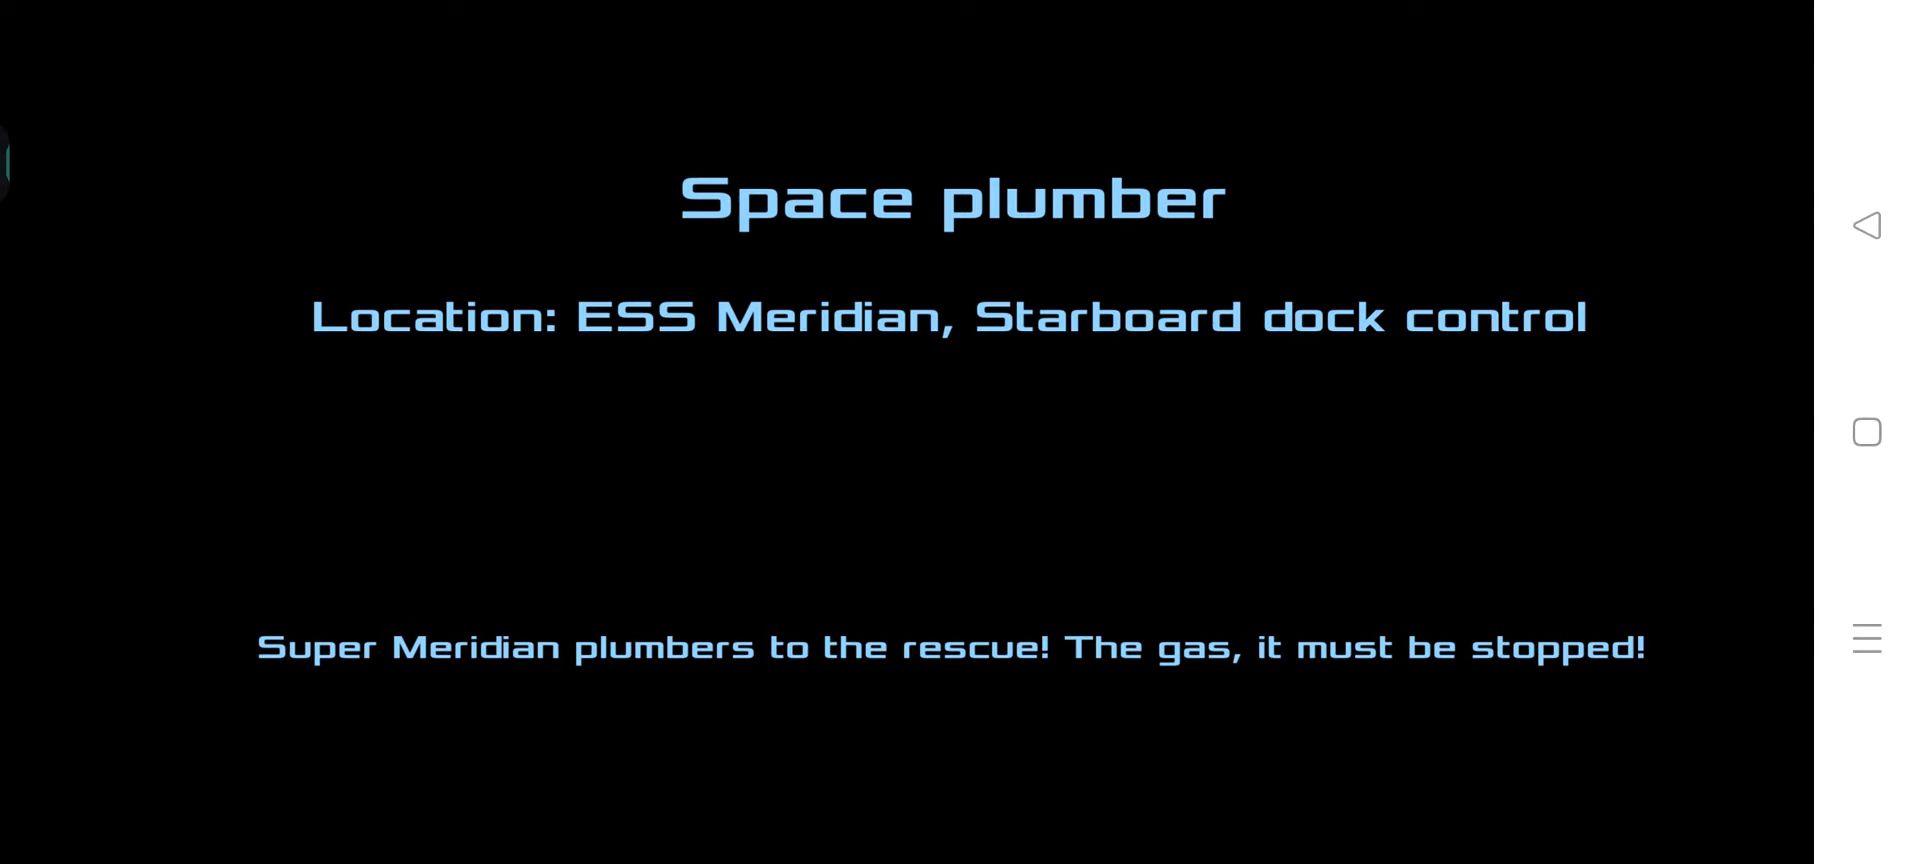 Space plumber
Location: ESS Meridian, Starboard dock control
Super Meridian plumbers to the rescue! The gas, it must be stopped!